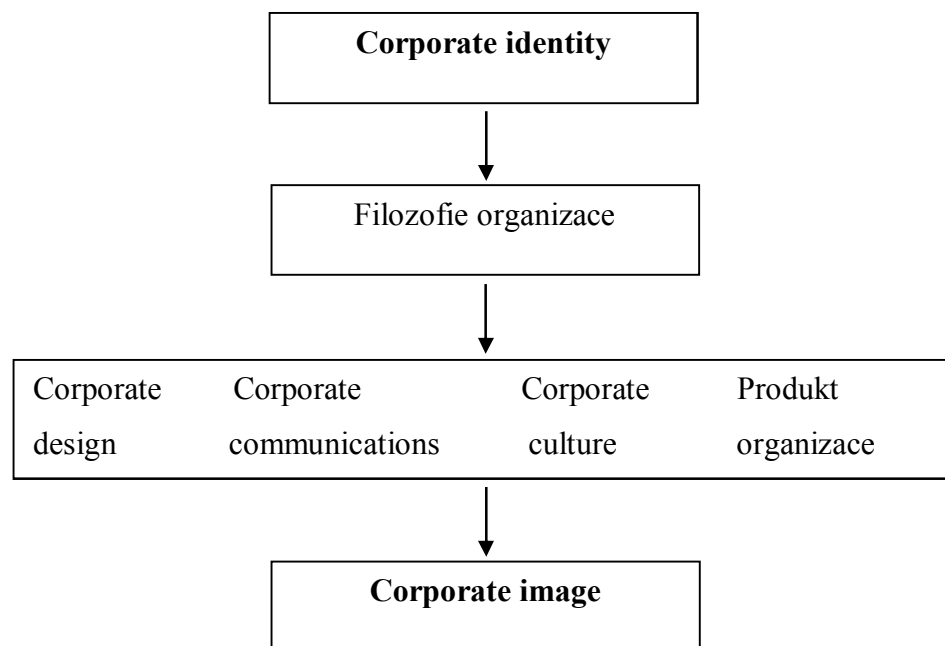 Corporate identity
Filozofie organizace
Corporate Corporate Corporate Produkt
design communications culture organizace
Corporate image